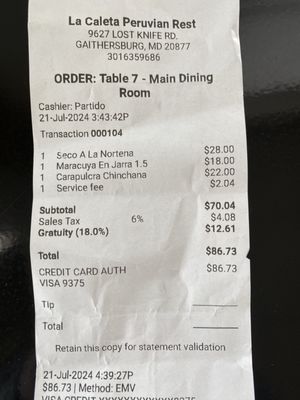 La Caleta Peruvian Rest
9627 LOST KNIFE RD.
GAITHERSBURG, MD 20877
3016359686
ORDER: Table 7 - Main Dining
Room
Cashier: Partido
21-Jul-2024 3:43:42P
Transaction 000104
1 Seco A La Nortena $28.00
1 Maracuya En Jarra 1.5 $18.00
1 Carapulcra Chinchana $22.00
1 Service fee $2.04
Subtotal $70.04
Sales Tax 6% $4.08
Gratuity (18.0%) $12.61
Total $86.73
CREDIT CARD AUTH $86.73
VISA 9375
Tip
Total
Retain this copy for statement validation
21-Jul-2024 4:39:27P
$86.73 | Method: EMV
VISA CREDIT